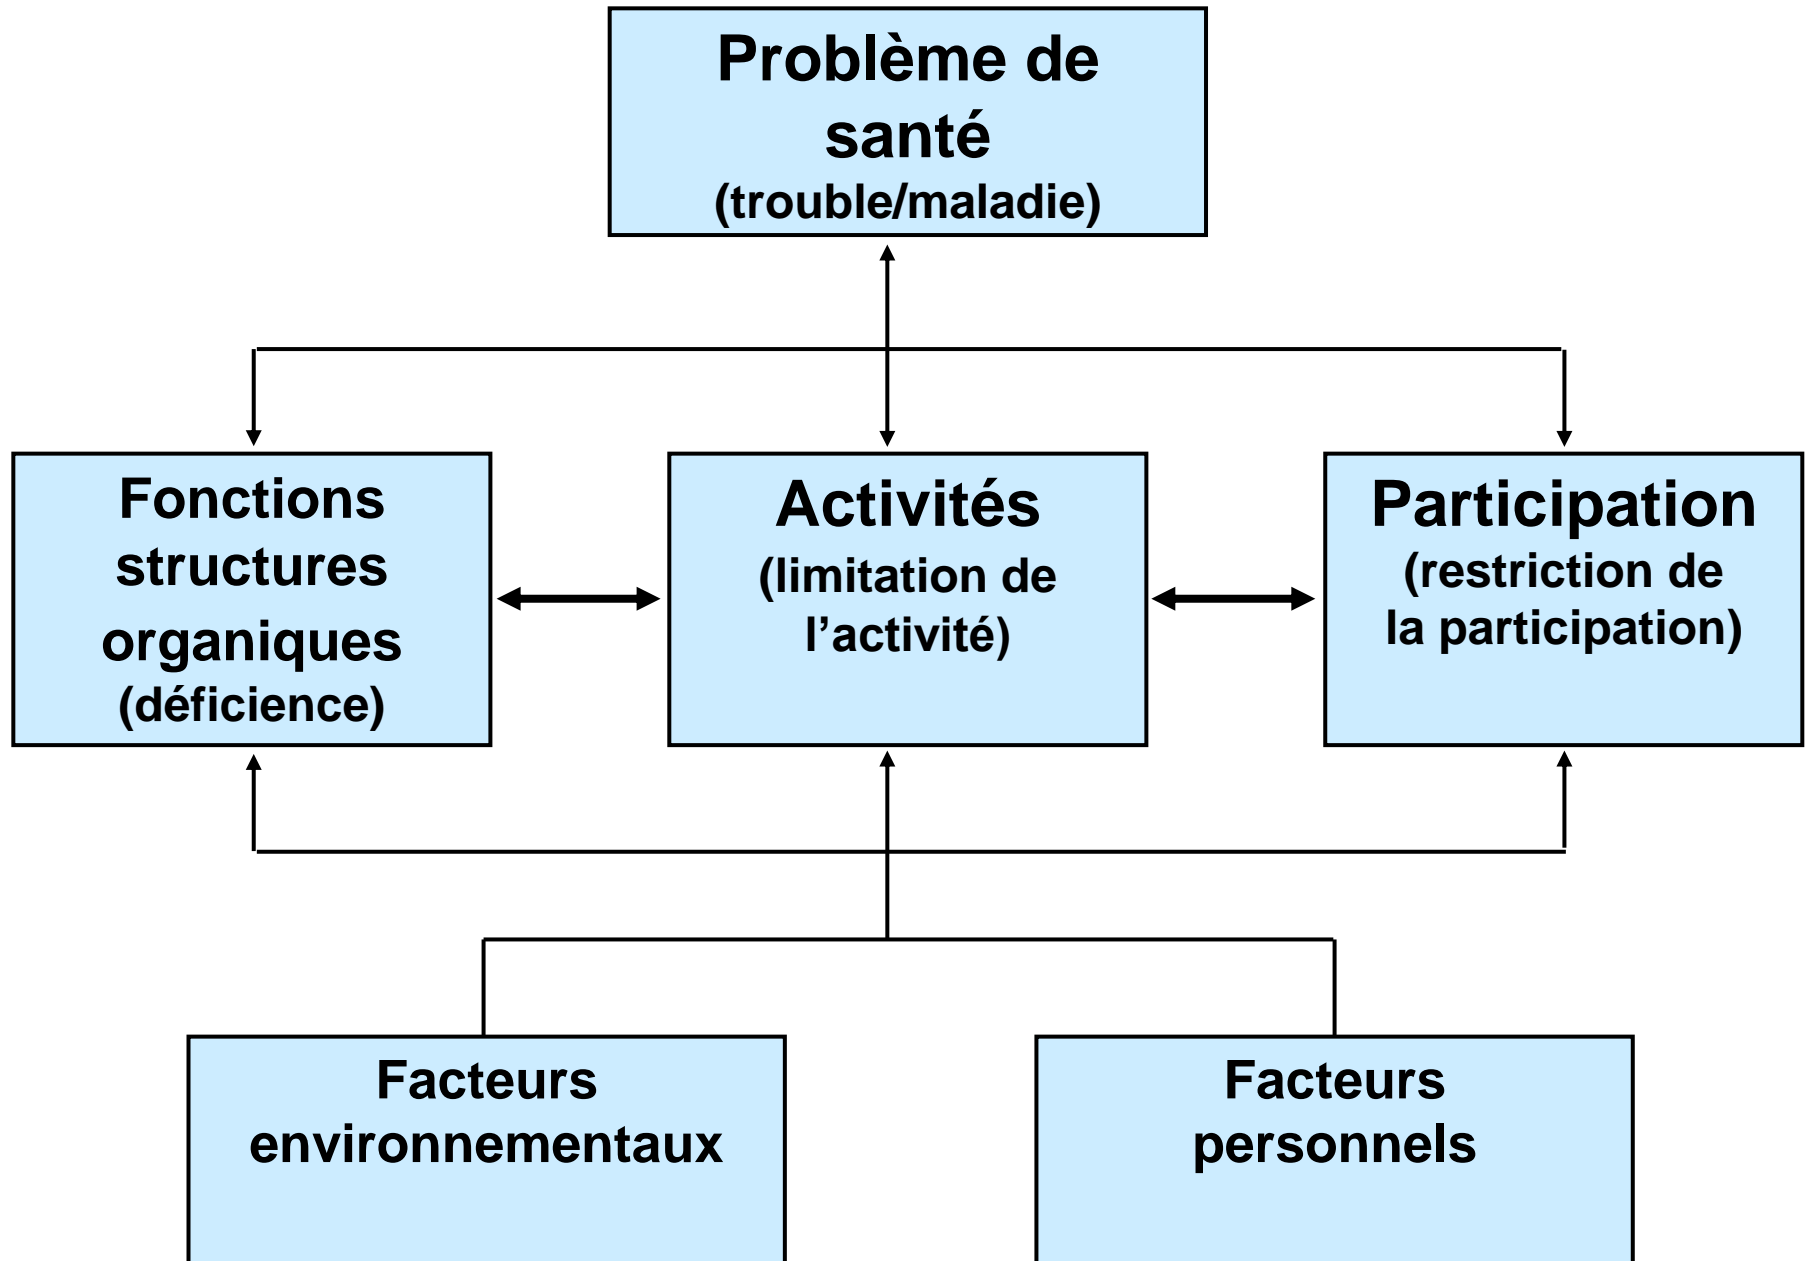 Problème de
santé
(trouble/maladie)
Fonctions
structures
organiques
(déficience)
Activités
(limitation de
l’activité)
Participation
(restriction de
la participation)
Facteurs
environnementaux
Facteurs
personnels